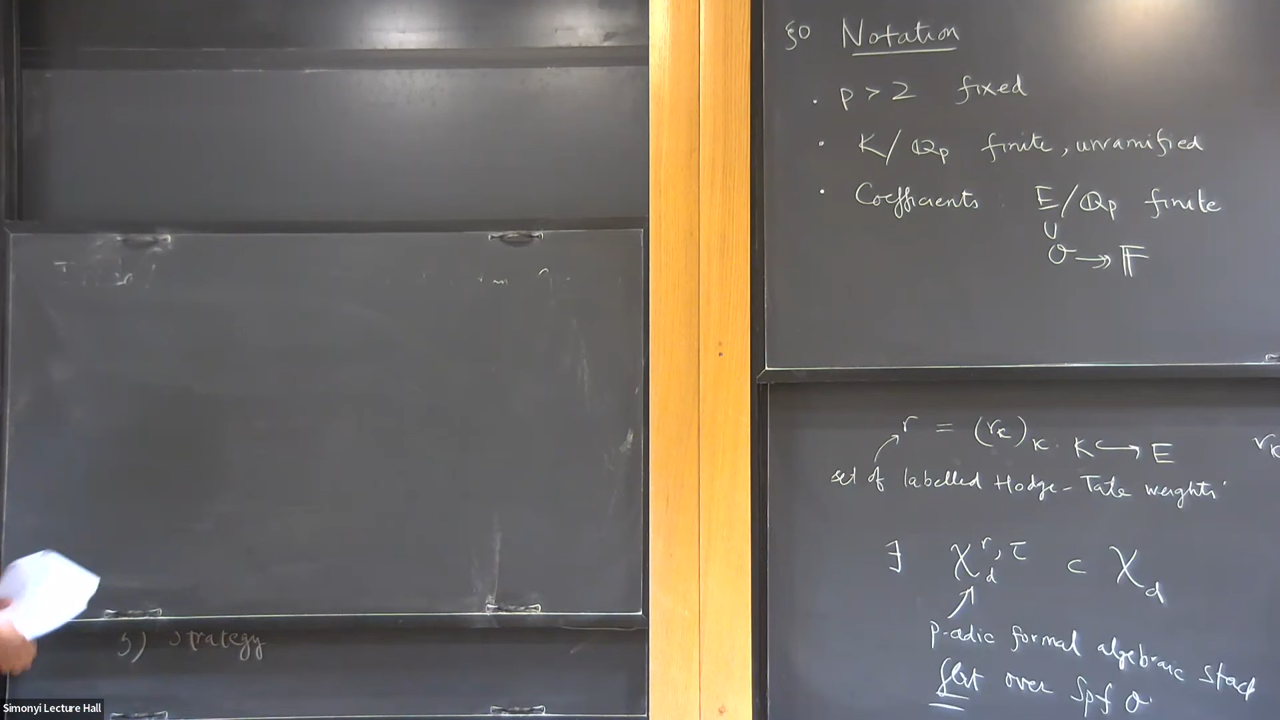 §0 Notation
· p > 2 fixed
· K/ℚp finite, unramified
· Coefficients : E/ℚp finite
∪
𝒪 ↠ 𝔽
r = (rκ)κ: K ↪ E
set of labelled Hodge-Tate weights
∃ 𝒳_d^{r,τ} ⊂ 𝒳_d
p-adic formal algebraic stack
flat over Spf 𝒪
5) Strategy
Simonyi Lecture Hall